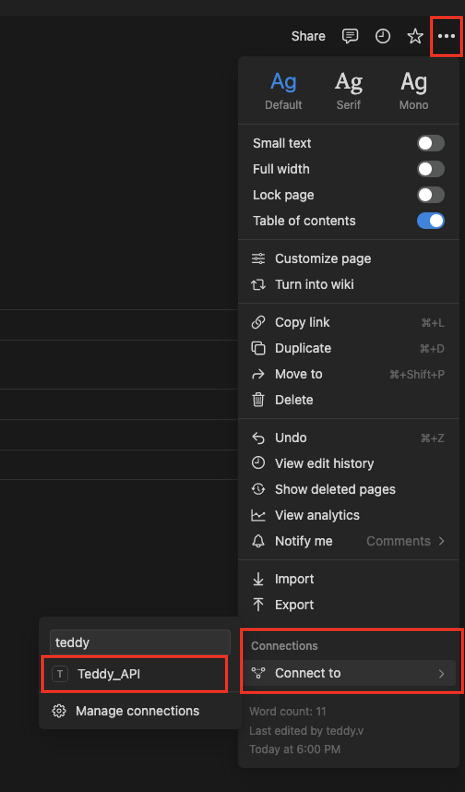 Share
Ag Ag Ag
Default Serif Mono
Small text
Full width
Lock page
Table of contents
Customize page
Turn into wiki
Copy link ⌘+L
Duplicate ⌘+D
Move to ⌘+Shift+P
Delete
Undo ⌘+Z
View edit history
Show deleted pages
View analytics
Notify me Comments
Import
Export
Connections
Connect to
teddy
T Teddy_API
Manage connections
Word count: 11
Last edited by teddy.v
Today at 6:00 PM